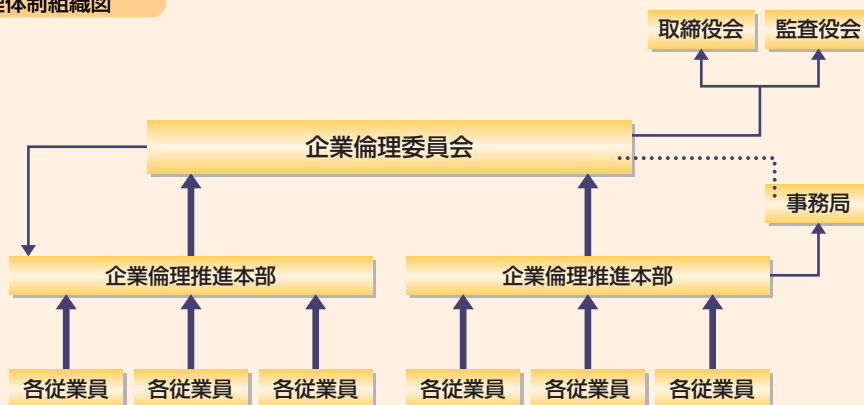 体制組織図
取締役会
監査役会
企業倫理委員会
事務局
企業倫理推進本部
企業倫理推進本部
各従業員
各従業員
各従業員
各従業員
各従業員
各従業員